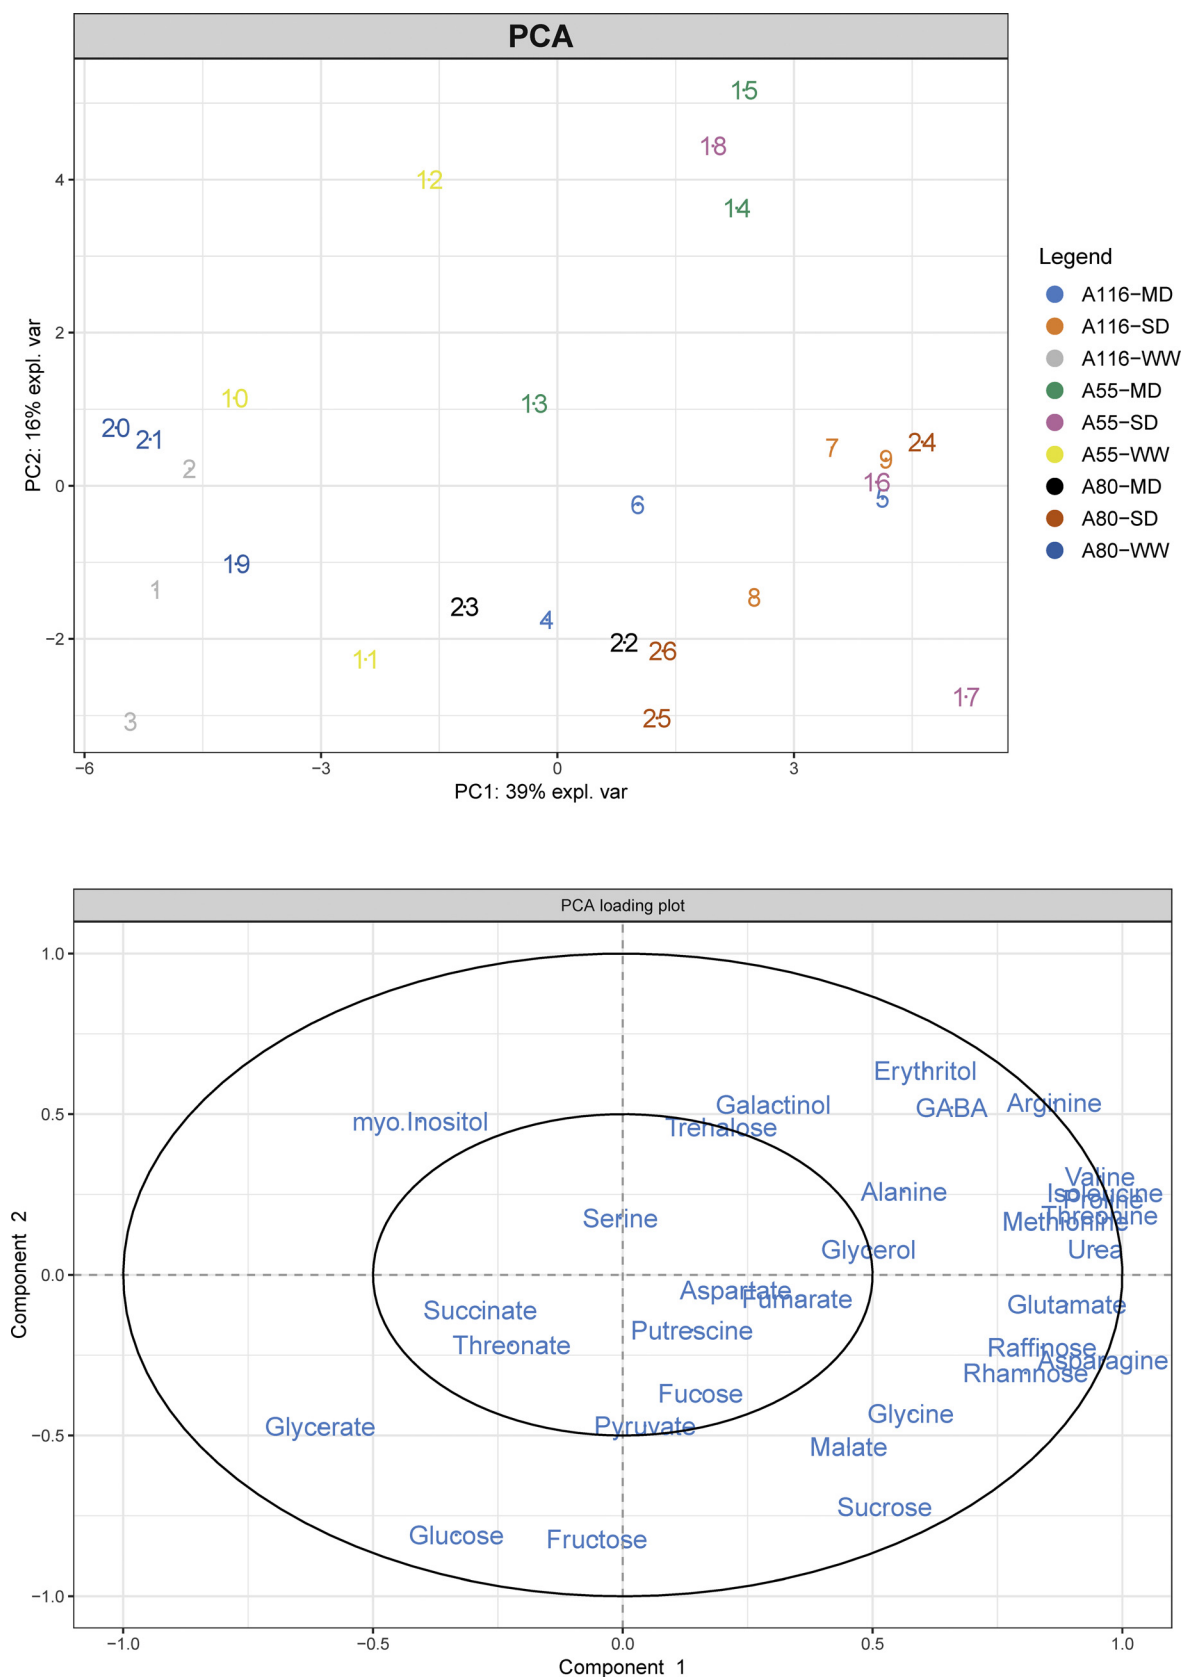 PCA
15
18
4
12
14
Legend
A116−MD
A116−SD
A116−WW
A55−MD
A55−SD
A55−WW
A80−MD
A80−SD
A80−WW
PC2: 16% expl. var
2
10
13
20
21
2
7
9
24
16
5
0
6
19
1
8
23
4
22
26
−2
11
17
25
3
−6
−3
0
3
PC1: 39% expl. var
PCA loading plot
1.0
Erythritol
0.5
myo.Inositol
Galactinol
GABA
Arginine
Trehalose
Valine
Alanine
Isoleucine
Proline
Threonine
Serine
Methionine
Glycerol
Urea
0.0
Component 2
Aspartate
Fumarate
Glutamate
Succinate
Putrescine
Threonate
Raffinose
Asparagine
Rhamnose
Fucose
Glycine
Glycerate
Pyruvate
−0.5
Malate
Sucrose
Glucose
Fructose
−1.0
−1.0
−0.5
0.0
0.5
1.0
Component 1